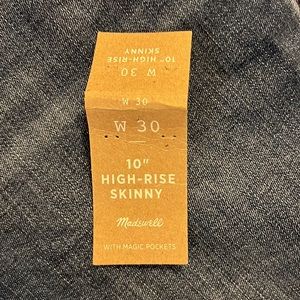 10" HIGH-RISE
SKINNY
W 30
W 30
W 30
10"
HIGH-RISE
SKINNY
Madewell
WITH MAGIC POCKETS